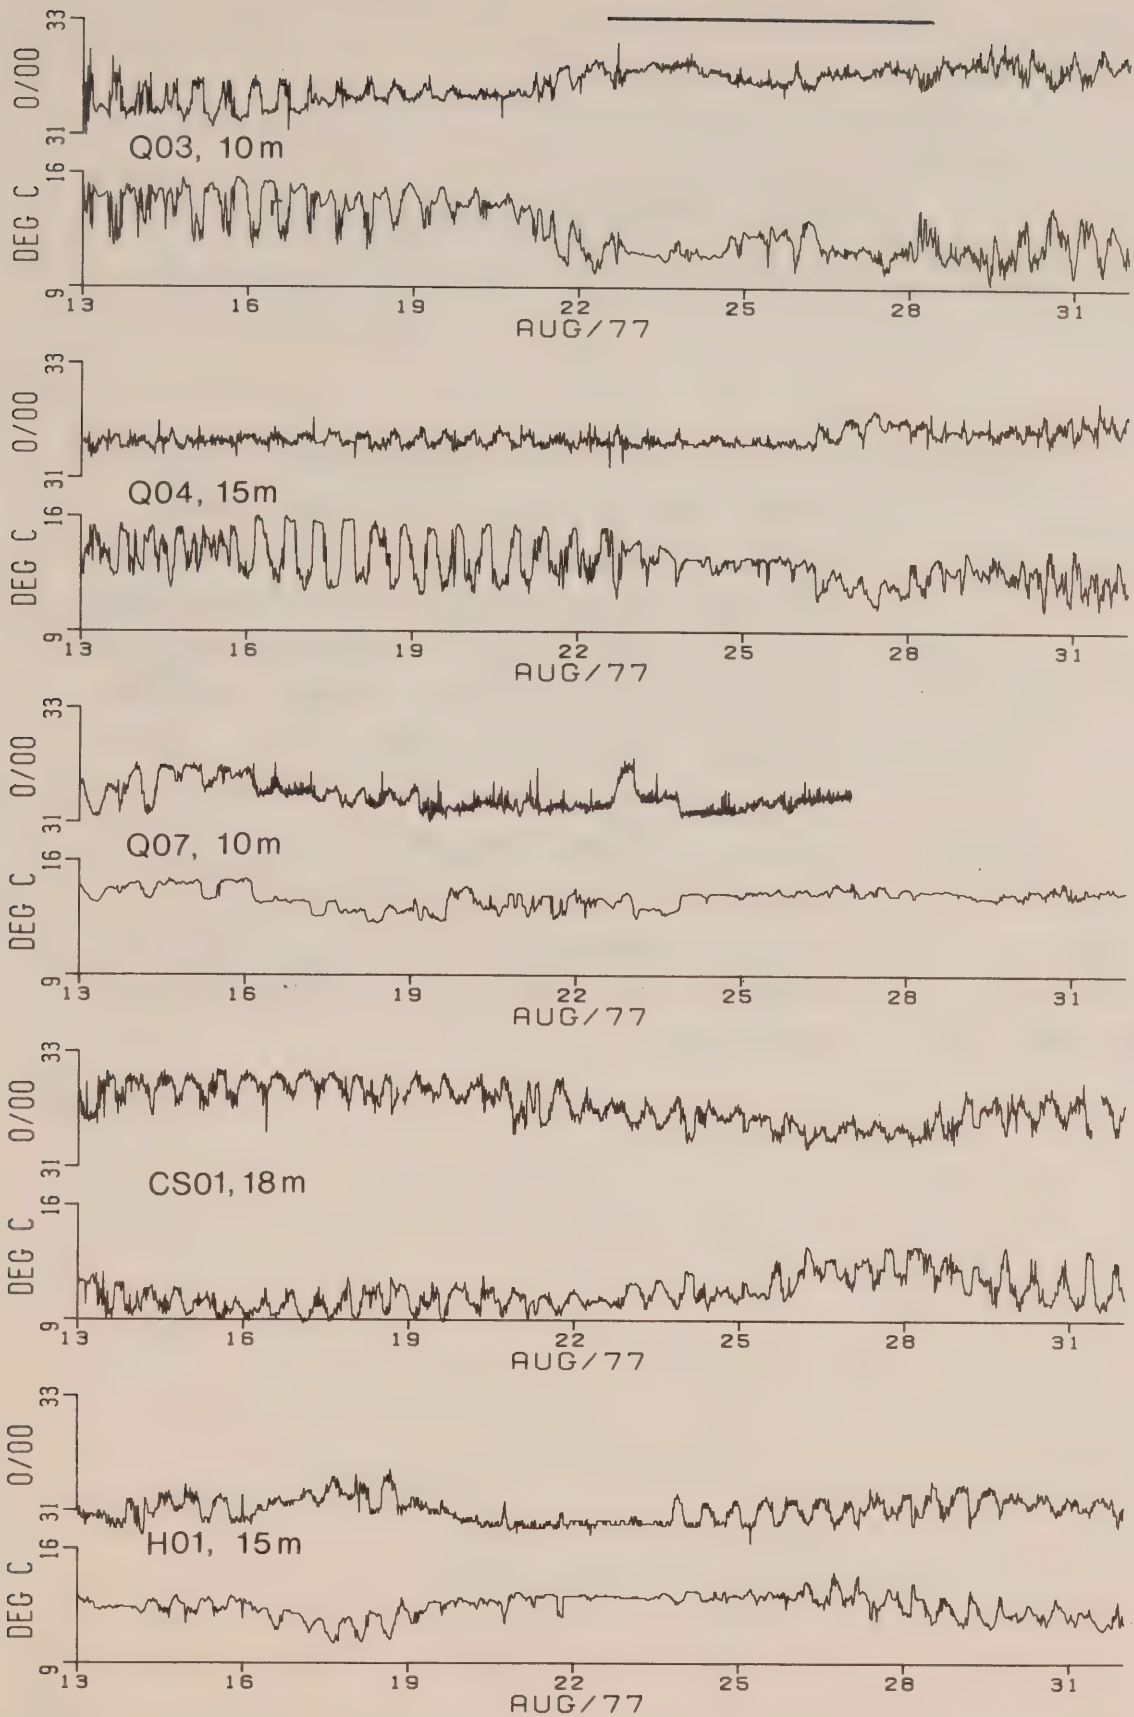 33
0/00
31
Q03, 10m
16
DEG C
9
13 16 19 22 25 28 31
AUG/77
33
0/00
31
Q04, 15m
16
DEG C
9
13 16 19 22 25 28 31
AUG/77
33
0/00
31
Q07, 10m
16
DEG C
9
13 16 19 22 25 28 31
AUG/77
33
0/00
31
CS01, 18m
16
DEG C
9
13 16 19 22 25 28 31
AUG/77
33
0/00
31
H01, 15m
16
DEG C
9
13 16 19 22 25 28 31
AUG/77